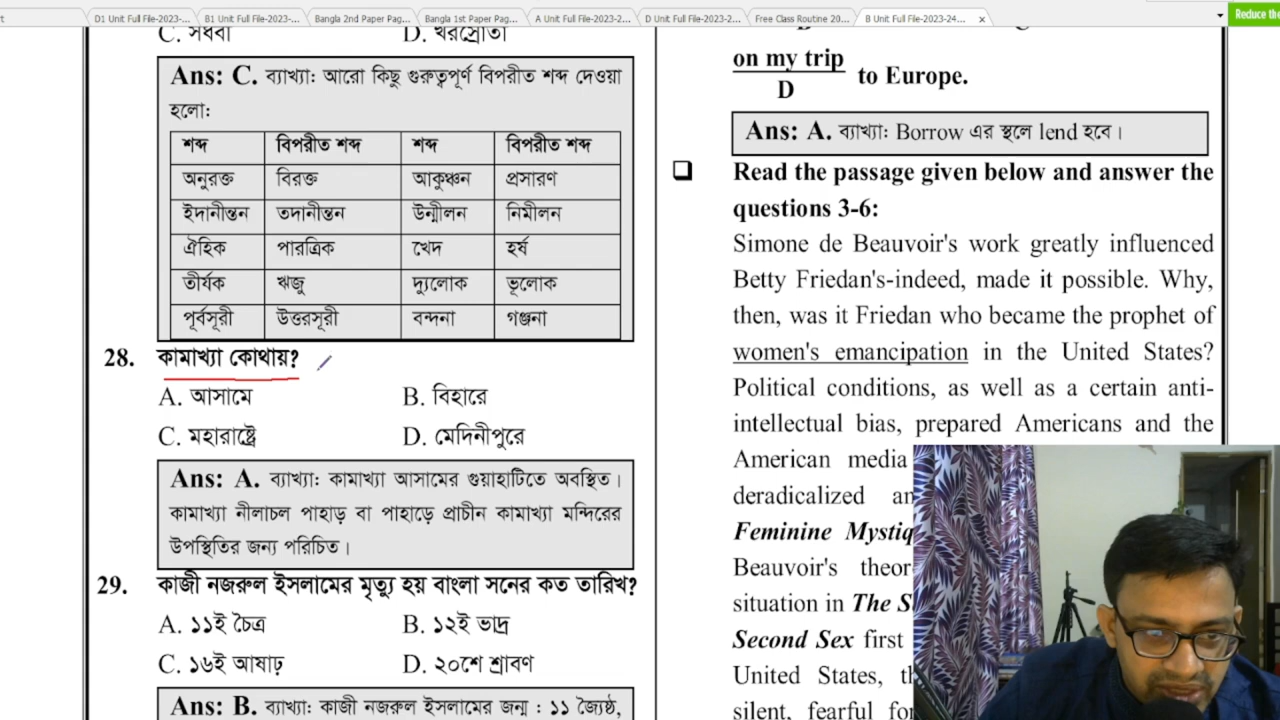 D1 Unit Full File-2023-...
B1 Unit Full File-2023-...
Bangla 2nd Paper Pag...
Bangla 1st Paper Pag...
A Unit Full File-2023-2...
D Unit Full File-2023-2...
Free Class Routine 20...
B Unit Full File-2023-24...
Reduce the
C. সধবা D. খরস্রোতা
Ans: C. ব্যাখ্যা: আরো কিছু গুরুত্বপূর্ণ বিপরীত শব্দ দেওয়া
হলো:
শব্দ বিপরীত শব্দ শব্দ বিপরীত শব্দ
অনুরক্ত বিরক্ত আকুঞ্চন প্রসারণ
ইদানীন্তন তদানীন্তন উন্মীলন নিমীলন
ঐহিক পারত্রিক খেদ হর্ষ
তীর্যক ঋজু দ্যুলোক ভূলোক
পূর্বসূরী উত্তরসূরী বন্দনা গঞ্জনা
28. কামাখ্যা কোথায়?
A. আসামে B. বিহারে
C. মহারাষ্ট্রে D. মেদিনীপুরে
Ans: A. ব্যাখ্যা: কামাখ্যা আসামের গুয়াহাটিতে অবস্থিত।
কামাখ্যা নীলাচল পাহাড় বা পাহাড়ে প্রাচীন কামাখ্যা মন্দিরের
উপস্থিতির জন্য পরিচিত।
29. কাজী নজরুল ইসলামের মৃত্যু হয় বাংলা সনের কত তারিখ?
A. ১১ই চৈত্র B. ১২ই ভাদ্র
C. ১৬ই আষাঢ় D. ২০শে শ্রাবণ
Ans: B. ব্যাখ্যা: কাজী নজরুল ইসলামের জন্ম : ১১ জ্যৈষ্ঠ,
on my trip to Europe.
D
Ans: A. ব্যাখ্যা: Borrow এর স্থলে lend হবে।
Read the passage given below and answer the
questions 3-6:
Simone de Beauvoir's work greatly influenced
Betty Friedan's-indeed, made it possible. Why,
then, was it Friedan who became the prophet of
women's emancipation in the United States?
Political conditions, as well as a certain anti-
intellectual bias, prepared Americans and the
American media
deradicalized
Feminine
Beauvoir's
situation in The
Second Sex first
United States,
silent, fearful